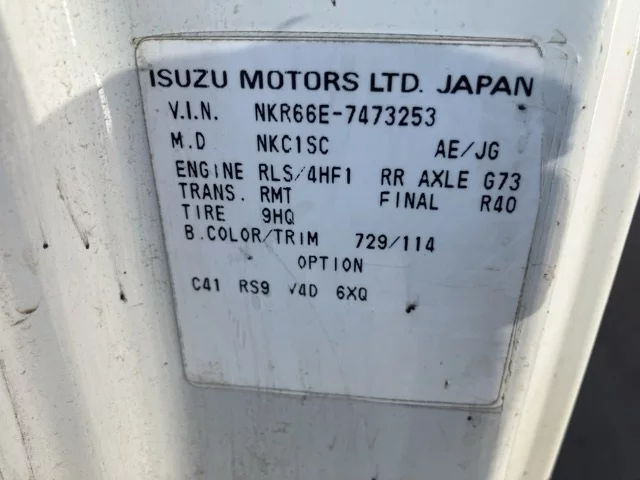 ISUZU MOTORS LTD. JAPAN
V.I.N. NKR66E-7473253
M.D NKC1SC AE/JG
ENGINE RLS/4HF1 RR AXLE G73
TRANS. RMT FINAL R40
TIRE 9HQ
B.COLOR/TRIM 729/114
OPTION
C41 RS9 V4D 6XQ